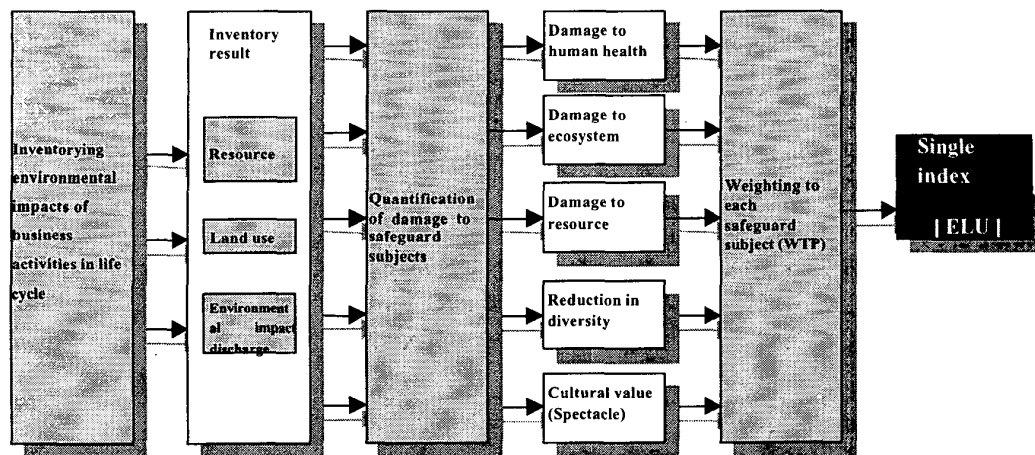 Inventorying
environmental
impacts of
business
activities in life
cycle
Inventory
result
Resource
Land use
Environment
al impact
discharge
Quantification
of damage to
safeguard
subjects
Damage to
human health
Damage to
ecosystem
Damage to
resource
Reduction in
diversity
Cultural value
(Spectacle)
Weighting to
each
safeguard
subject (WTP)
Single
index
[ELU]